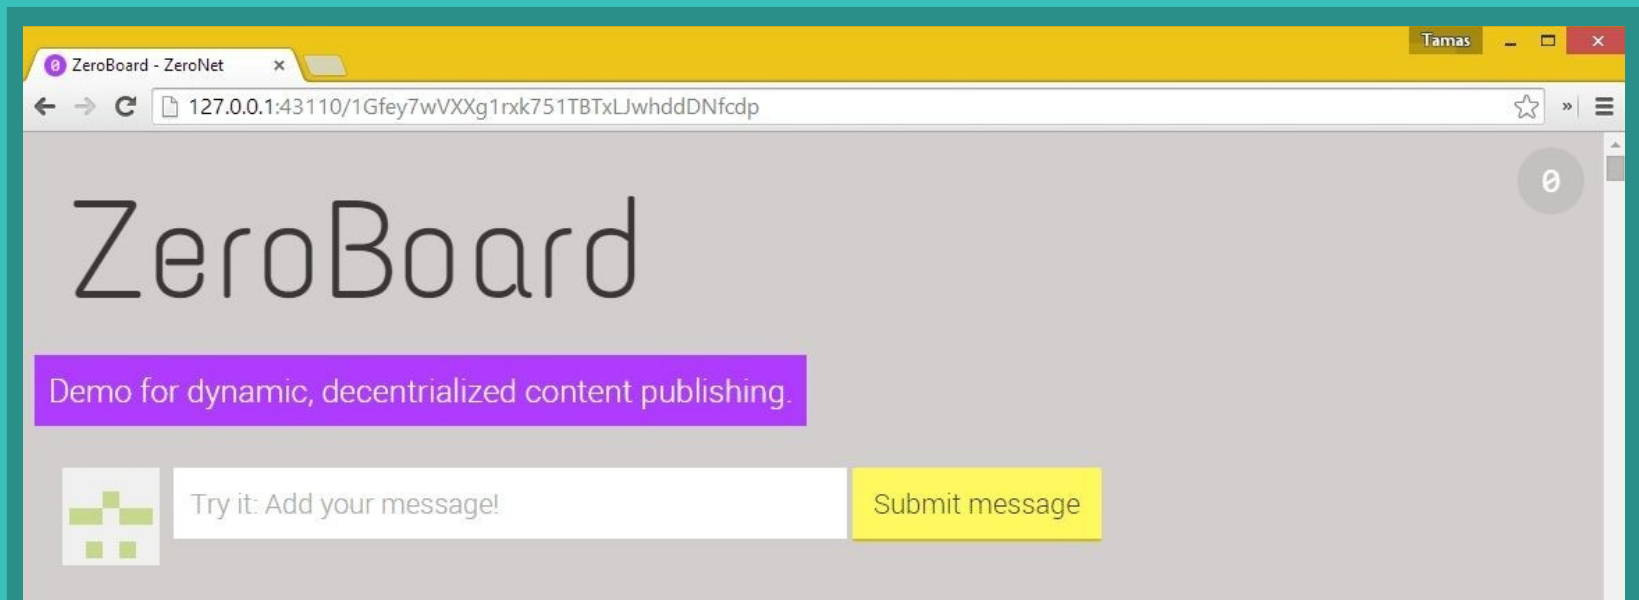 Tamas
ZeroBoard - ZeroNet
127.0.0.1:43110/1Gfey7wVXXg1rxk751TBTxLJwhddDNfcdp
0
ZeroBoard
Demo for dynamic, decentrialized content publishing.
Try it: Add your message!
Submit message